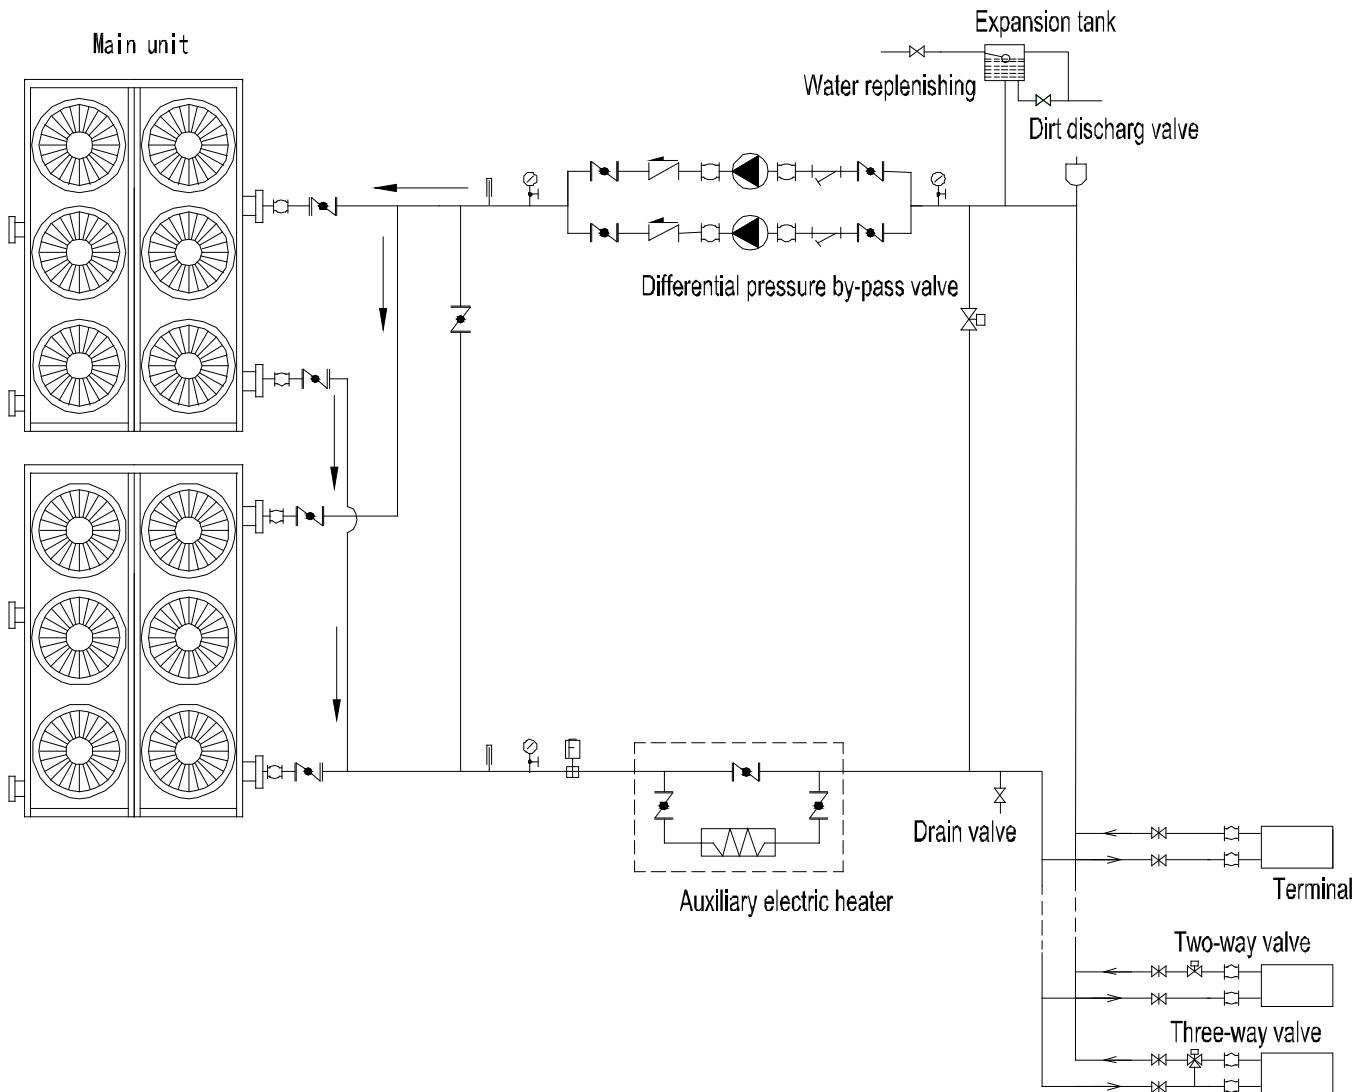 Expansion tank
Main unit
Water replenishing
Dirt discharg valve
Differential pressure by-pass valve
Drain valve
Terminal
Auxiliary electric heater
Two-way valve
Three-way valve